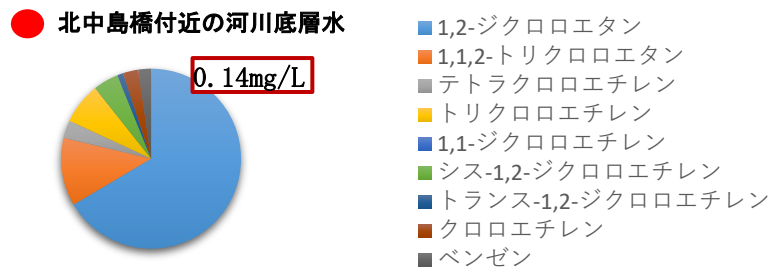 北中島橋付近の河川底層水
0.14mg/L
1,2-ジクロロエタン
1,1,2-トリクロロエタン
テトラクロロエチレン
トリクロロエチレン
1,1-ジクロロエチレン
シス-1,2-ジクロロエチレン
トランス-1,2-ジクロロエチレン
クロロエチレン
ベンゼン